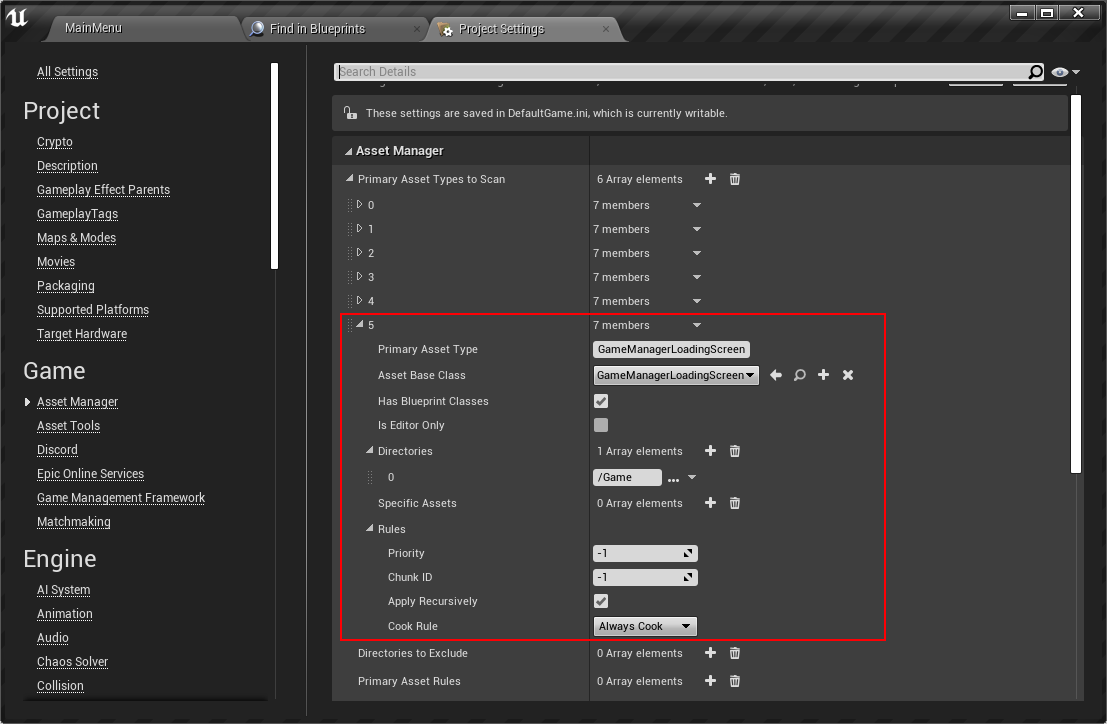 MainMenu
Find in Blueprints
Project Settings
All Settings
Project
Crypto
Description
Gameplay Effect Parents
GameplayTags
Maps & Modes
Movies
Packaging
Supported Platforms
Target Hardware
Game
Asset Manager
Asset Tools
Discord
Epic Online Services
Game Management Framework
Matchmaking
Engine
AI System
Animation
Audio
Chaos Solver
Collision
Search Details
These settings are saved in DefaultGame.ini, which is currently writable.
Asset Manager
Primary Asset Types to Scan 6 Array elements
0 7 members
1 7 members
2 7 members
3 7 members
4 7 members
5 7 members
Primary Asset Type GameManagerLoadingScreen
Asset Base Class GameManagerLoadingScreen
Has Blueprint Classes
Is Editor Only
Directories 1 Array elements
0 /Game ...
Specific Assets 0 Array elements
Rules
Priority -1
Chunk ID -1
Apply Recursively
Cook Rule Always Cook
Directories to Exclude 0 Array elements
Primary Asset Rules 0 Array elements